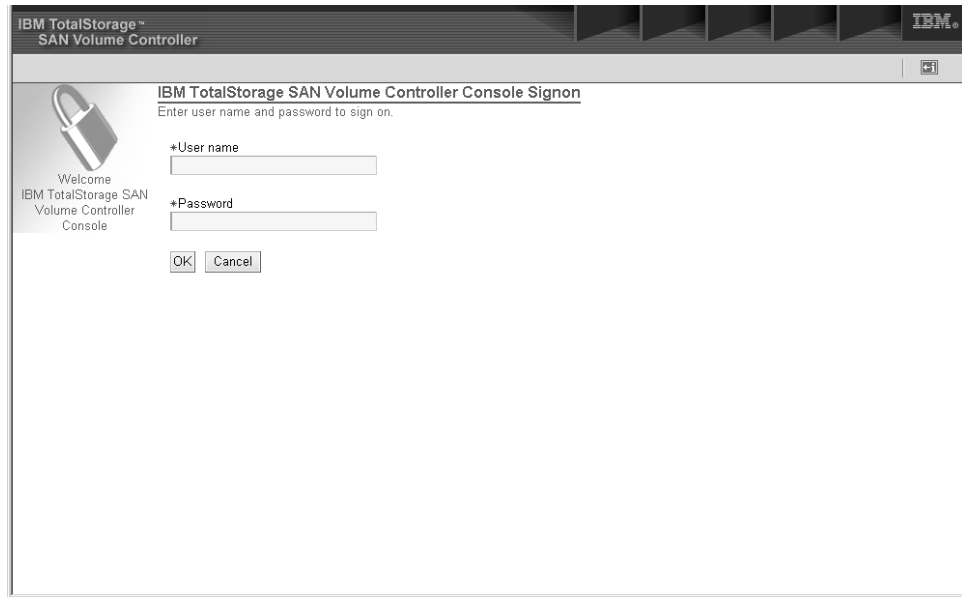 IBM TotalStorage™
SAN Volume Controller
IBM®
IBM TotalStorage SAN Volume Controller Console Signon
Enter user name and password to sign on.
Welcome
IBM TotalStorage SAN
Volume Controller
Console
*User name
*Password
OK Cancel